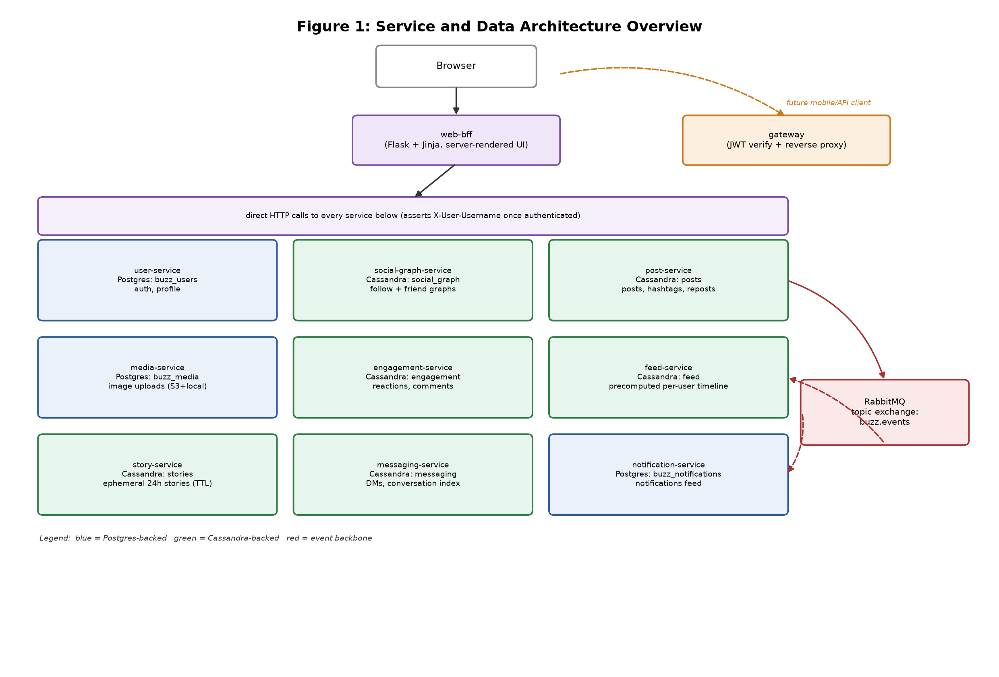 Figure 1: Service and Data Architecture Overview
Browser
future mobile/API client
web-bff
(Flask + Jinja, server-rendered UI)
gateway
(JWT verify + reverse proxy)
direct HTTP calls to every service below (asserts X-User-Username once authenticated)
user-service
Postgres: buzz_users
auth, profile
social-graph-service
Cassandra: social_graph
follow + friend graphs
post-service
Cassandra: posts
posts, hashtags, reposts
media-service
Postgres: buzz_media
image uploads (S3+local)
engagement-service
Cassandra: engagement
reactions, comments
feed-service
Cassandra: feed
precomputed per-user timeline
RabbitMQ
topic exchange:
buzz.events
story-service
Cassandra: stories
ephemeral 24h stories (TTL)
messaging-service
Cassandra: messaging
DMs, conversation index
notification-service
Postgres: buzz_notifications
notifications feed
Legend:  blue = Postgres-backed   green = Cassandra-backed   red = event backbone